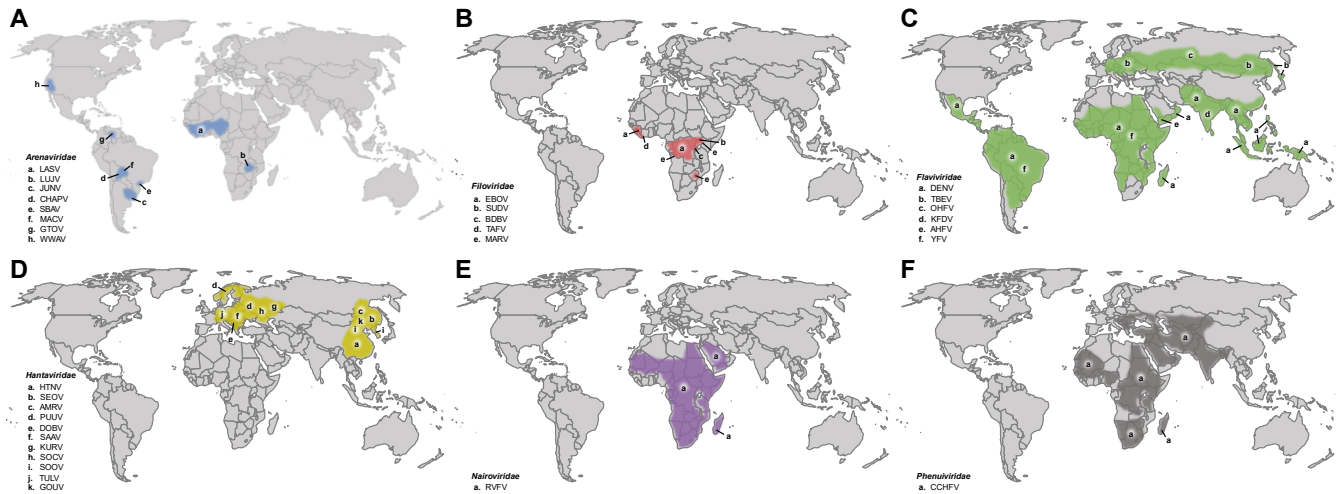 A
h
a
g
f
b
d
e
c
Arenaviridae
a. LASV
b. LUJV
c. JUNV
d. CHAPV
e. SBAV
f. MACV
g. GTOV
h. WWAV
B
a
d
a
b
e
c
e
e
Filoviridae
a. EBOV
b. SUDV
c. BDBV
d. TAFV
e. MARV
C
c
b
b
b
a
a
a
a
e
d
a
f
a
a
a
a
f
a
Flaviviridae
a. DENV
b. TBEV
c. OHFV
d. KFDV
e. AHFV
f. YFV
D
d
d
g
h
j
f
e
c
k
b
i
i
a
Hantaviridae
a. HTNV
b. SEOV
c. AMRV
d. PUUV
e. DOBV
f. SAAV
g. KURV
h. SOCV
i. SOOV
j. TULV
k. GOUV
E
a
a
a
Nairoviridae
a. RVFV
F
a
a
a
a
a
Phenuiviridae
a. CCHFV